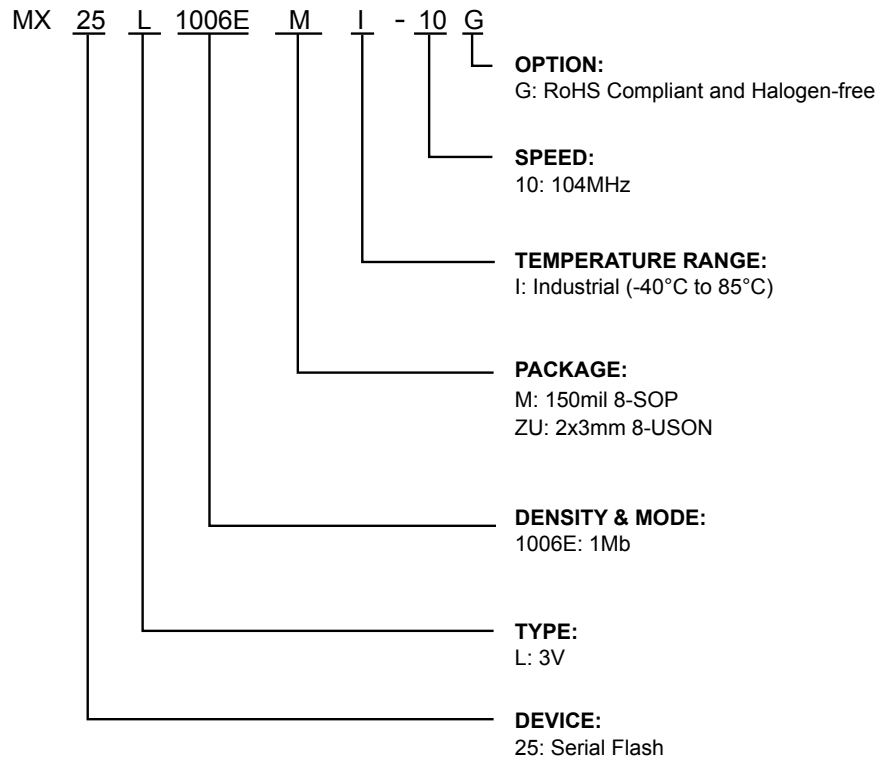 MX 25 L 1006E M I - 10 G
OPTION:
G: RoHS Compliant and Halogen-free
SPEED:
10: 104MHz
TEMPERATURE RANGE:
I: Industrial (-40°C to 85°C)
PACKAGE:
M: 150mil 8-SOP
ZU: 2x3mm 8-USON
DENSITY & MODE:
1006E: 1Mb
TYPE:
L: 3V
DEVICE:
25: Serial Flash